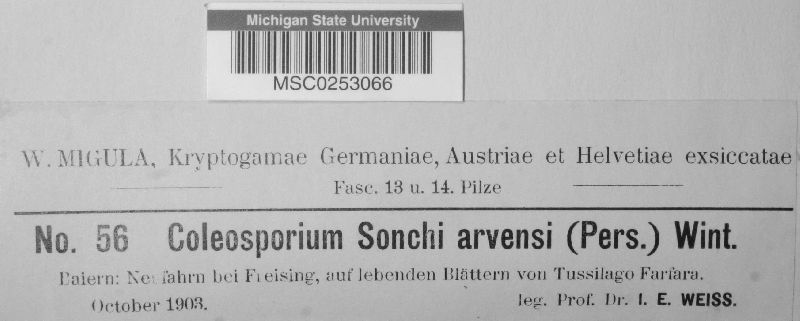 Michigan State University
MSC0253066
W. MIGULA, Kryptogamae Germaniae, Austriae et Helvetiae exsiccatae
Fasc. 13 u. 14. Pilze
No. 56 Coleosporium Sonchi arvensi (Pers.) Wint.
Baiern: Neufahrn bei Freising, auf lebenden Blättern von Tussilago Farfara.
October 1903. leg. Prof. Dr. I. E. WEISS.